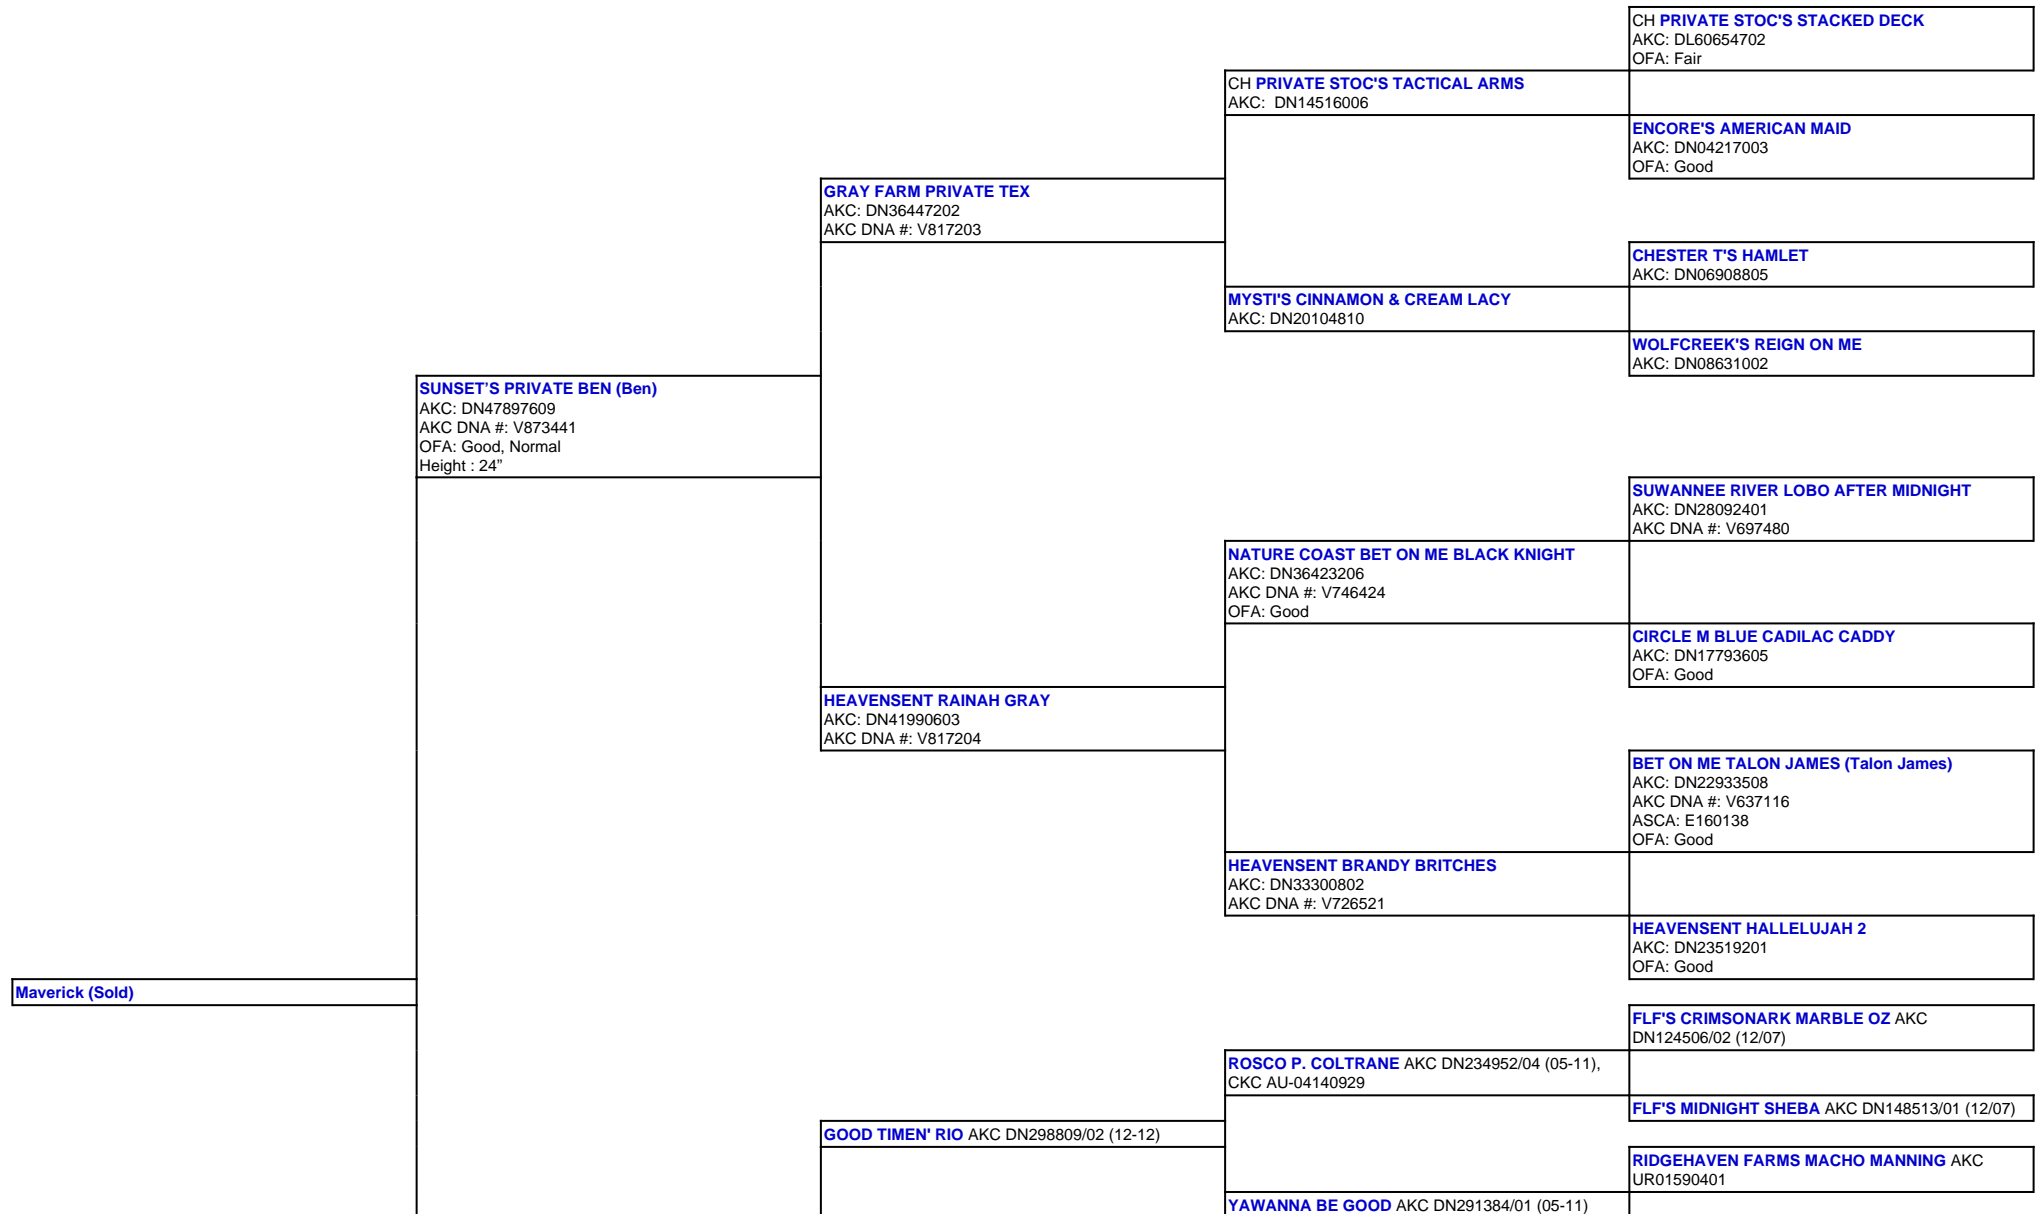 CH PRIVATE STOC'S STACKED DECK
AKC: DL60654702
OFA: Fair
CH PRIVATE STOC'S TACTICAL ARMS
AKC:  DN14516006
ENCORE'S AMERICAN MAID
AKC: DN04217003
OFA: Good
GRAY FARM PRIVATE TEX
AKC: DN36447202
AKC DNA #: V817203
CHESTER T'S HAMLET
AKC: DN06908805
MYSTI'S CINNAMON & CREAM LACY
AKC: DN20104810
WOLFCREEK'S REIGN ON ME
AKC: DN08631002
SUNSET’S PRIVATE BEN (Ben)
AKC: DN47897609
AKC DNA #: V873441
OFA: Good, Normal
Height : 24”
SUWANNEE RIVER LOBO AFTER MIDNIGHT
AKC: DN28092401
AKC DNA #: V697480
NATURE COAST BET ON ME BLACK KNIGHT
AKC: DN36423206
AKC DNA #: V746424
OFA: Good
CIRCLE M BLUE CADILAC CADDY
AKC: DN17793605
OFA: Good
HEAVENSENT RAINAH GRAY
AKC: DN41990603
AKC DNA #: V817204
BET ON ME TALON JAMES (Talon James)
AKC: DN22933508
AKC DNA #: V637116
ASCA: E160138
OFA: Good
HEAVENSENT BRANDY BRITCHES
AKC: DN33300802
AKC DNA #: V726521
HEAVENSENT HALLELUJAH 2
AKC: DN23519201
OFA: Good
Maverick (Sold)
FLF'S CRIMSONARK MARBLE OZ AKC
DN124506/02 (12/07)
ROSCO P. COLTRANE AKC DN234952/04 (05-11),
CKC AU-04140929
FLF'S MIDNIGHT SHEBA AKC DN148513/01 (12/07)
GOOD TIMEN' RIO AKC DN298809/02 (12-12)
RIDGEHAVEN FARMS MACHO MANNING AKC
UR01590401
YAWANNA BE GOOD AKC DN291384/01 (05-11)